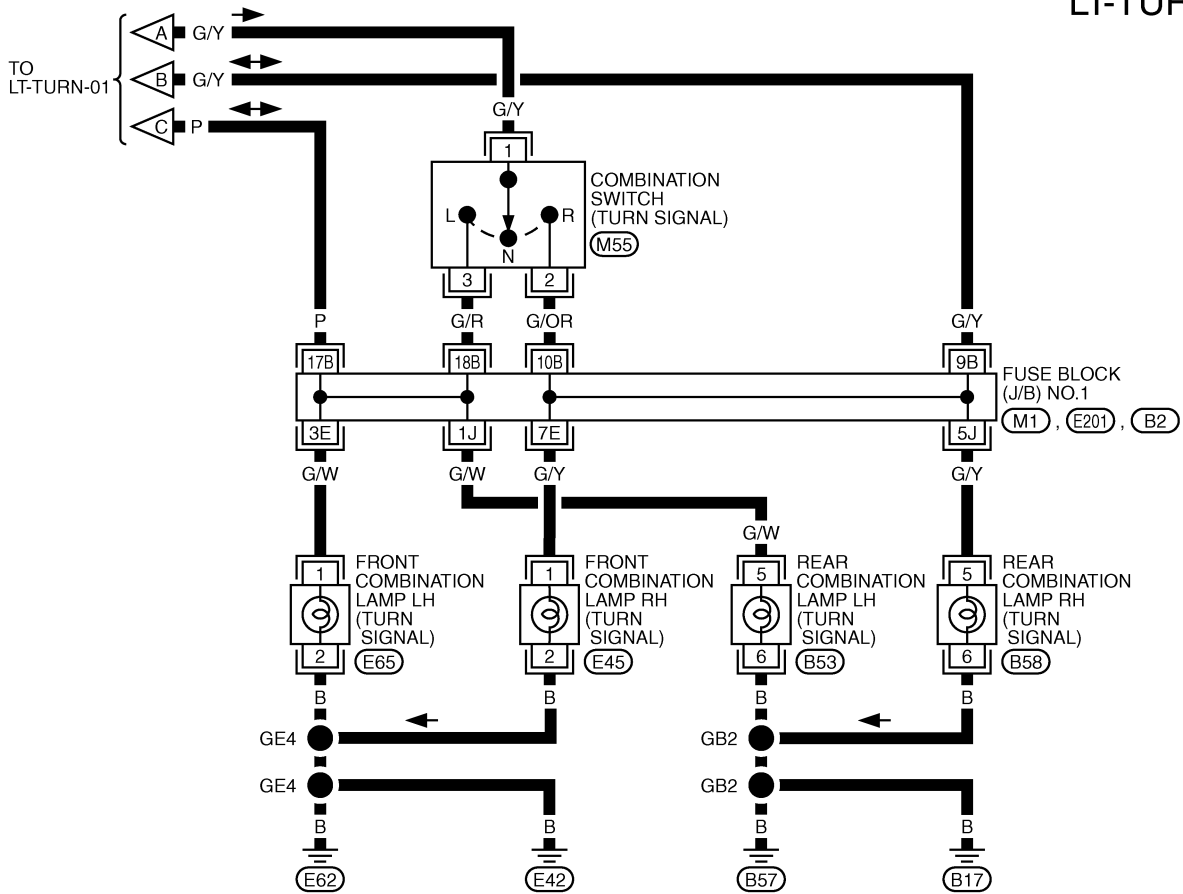 LT-TUR
TO
LT-TURN-01
A G/Y
B G/Y
C P
G/Y
1
COMBINATION
SWITCH
(TURN SIGNAL)
M55
L R
N
3 2
P G/R G/OR G/Y
17B 18B 10B 9B
FUSE BLOCK
(J/B) NO.1
M1 , E201 , B2
3E 1J 7E 5J
G/W G/W G/Y G/Y
G/W
1
FRONT
COMBINATION
LAMP LH
(TURN
SIGNAL)
2
E65
1
FRONT
COMBINATION
LAMP RH
(TURN
SIGNAL)
2
E45
5
REAR
COMBINATION
LAMP LH
(TURN
SIGNAL)
6
B53
5
REAR
COMBINATION
LAMP RH
(TURN
SIGNAL)
6
B58
B B B B
GE4 GB2
GE4 GB2
B B B B
E62 E42 B57 B17